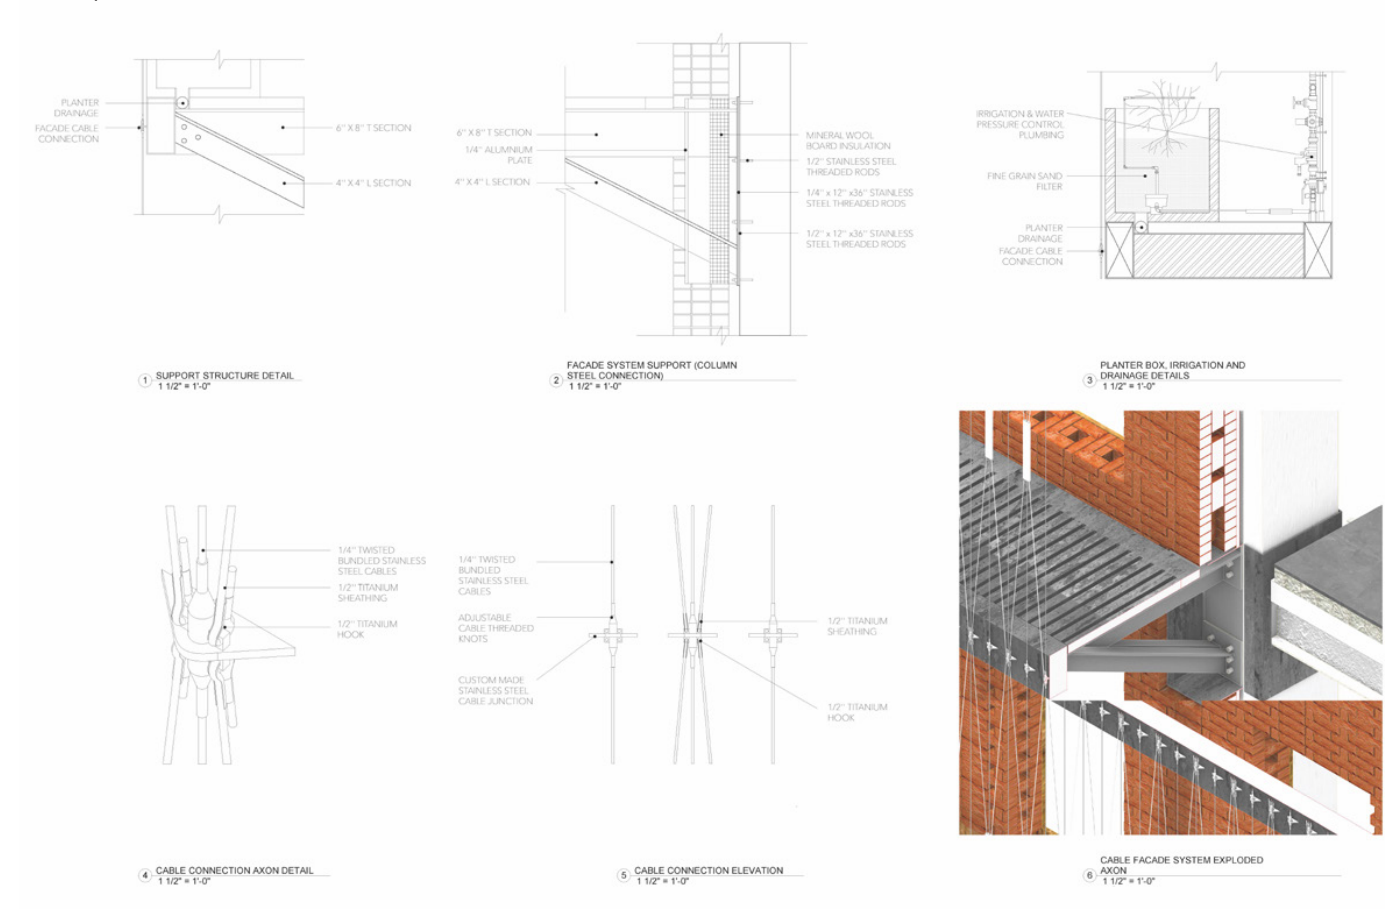 PLANTER
DRAINAGE
FACADE CABLE
CONNECTION
6" X 8" T SECTION
4" X 4" L SECTION
1
SUPPORT STRUCTURE DETAIL
1 1/2" = 1'-0"
6" X 8" T SECTION
1/4" ALUMNIUM
PLATE
4" X 4" L SECTION
MINERAL WOOL
BOARD INSULATION
1/2" STAINLESS STEEL
THREADED RODS
1/4" x 12" x36" STAINLESS
STEEL THREADED RODS
1/2" x 12" x36" STAINLESS
STEEL THREADED RODS
2
FACADE SYSTEM SUPPORT (COLUMN
STEEL CONNECTION)
1 1/2" = 1'-0"
IRRIGATION & WATER
PRESSURE CONTROL
PLUMBING
FINE GRAIN SAND
FILTER
PLANTER
DRAINAGE
FACADE CABLE
CONNECTION
3
PLANTER BOX, IRRIGATION AND
DRAINAGE DETAILS
1 1/2" = 1'-0"
1/4" TWISTED
BUNDLED STAINLESS
STEEL CABLES
1/2" TITANIUM
SHEATHING
1/2" TITANIUM
HOOK
4
CABLE CONNECTION AXON DETAIL
1 1/2" = 1'-0"
1/4" TWISTED
BUNDLED
STAINLESS STEEL
CABLES
ADJUSTABLE
CABLE THREADED
KNOTS
CUSTOM MADE
STAINLESS STEEL
CABLE JUNCTION
1/2" TITANIUM
SHEATHING
1/2" TITANIUM
HOOK
5
CABLE CONNECTION ELEVATION
1 1/2" = 1'-0"
6
CABLE FACADE SYSTEM EXPLODED
AXON
1 1/2" = 1'-0"